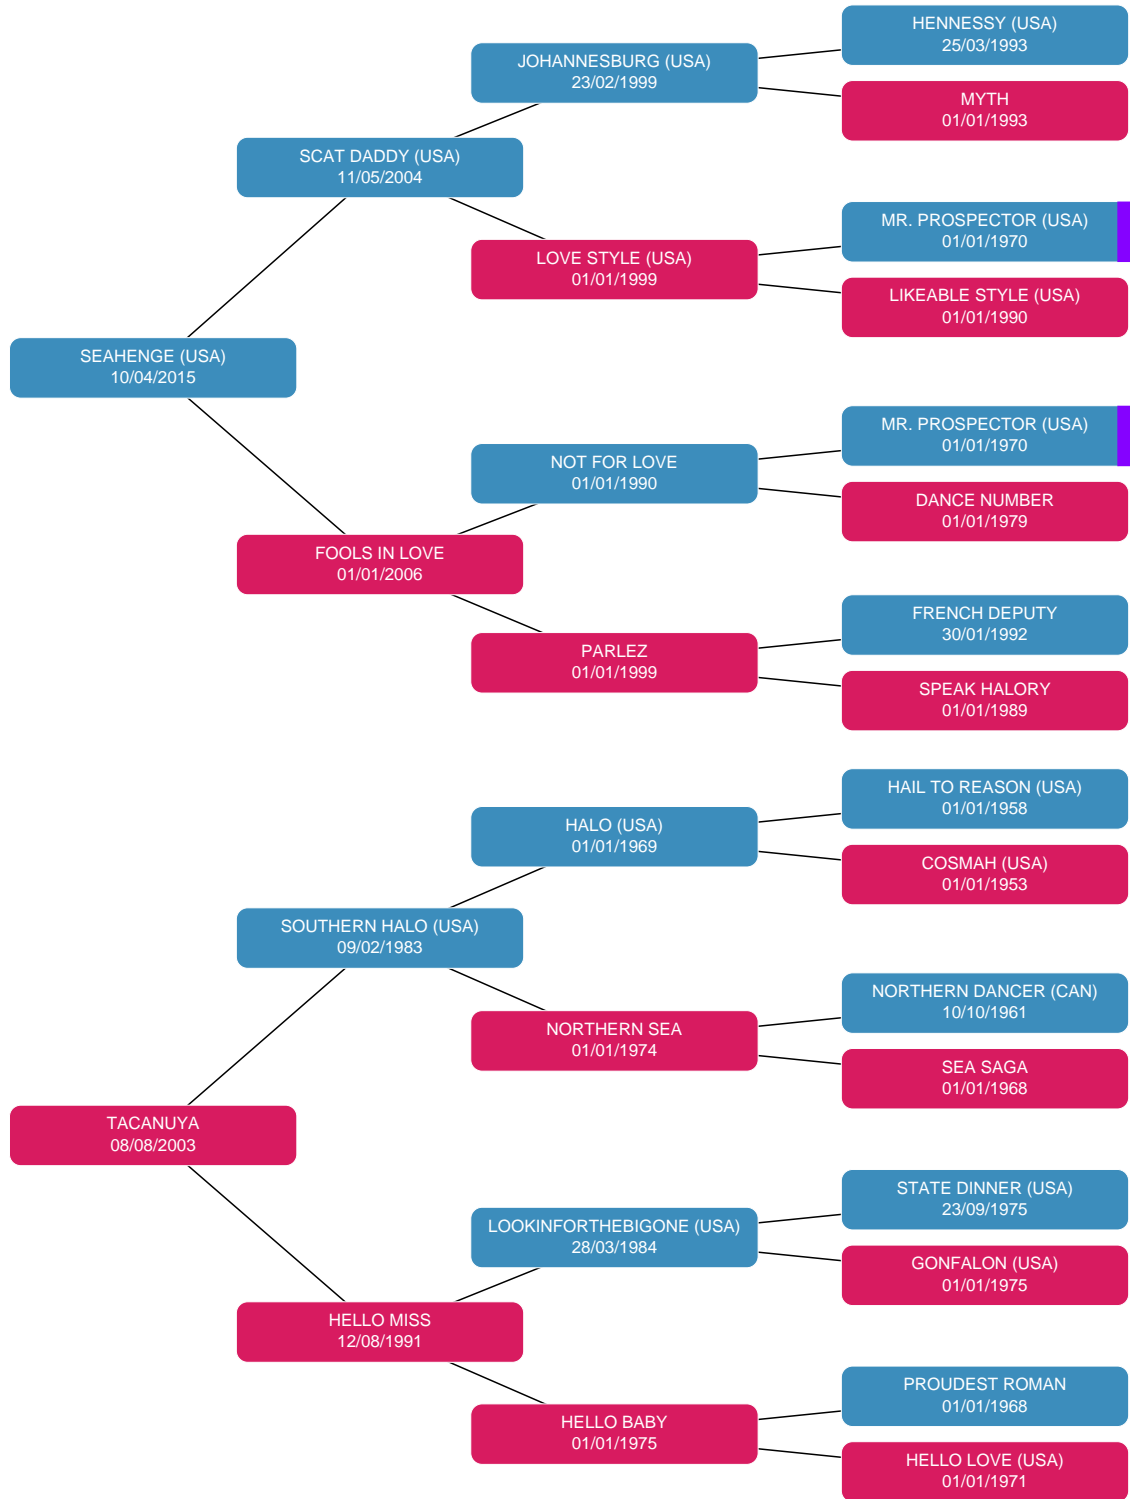 HENNESSY (USA)
25/03/1993
JOHANNESBURG (USA)
23/02/1999
MYTH
01/01/1993
SCAT DADDY (USA)
11/05/2004
MR. PROSPECTOR (USA)
01/01/1970
LOVE STYLE (USA)
01/01/1999
LIKEABLE STYLE (USA)
01/01/1990
SEAHENGE (USA)
10/04/2015
MR. PROSPECTOR (USA)
01/01/1970
NOT FOR LOVE
01/01/1990
DANCE NUMBER
01/01/1979
FOOLS IN LOVE
01/01/2006
FRENCH DEPUTY
30/01/1992
PARLEZ
01/01/1999
SPEAK HALORY
01/01/1989
HAIL TO REASON (USA)
01/01/1958
HALO (USA)
01/01/1969
COSMAH (USA)
01/01/1953
SOUTHERN HALO (USA)
09/02/1983
NORTHERN DANCER (CAN)
10/10/1961
NORTHERN SEA
01/01/1974
SEA SAGA
01/01/1968
TACANUYA
08/08/2003
STATE DINNER (USA)
23/09/1975
LOOKINFORTHEBIGONE (USA)
28/03/1984
GONFALON (USA)
01/01/1975
HELLO MISS
12/08/1991
PROUDEST ROMAN
01/01/1968
HELLO BABY
01/01/1975
HELLO LOVE (USA)
01/01/1971